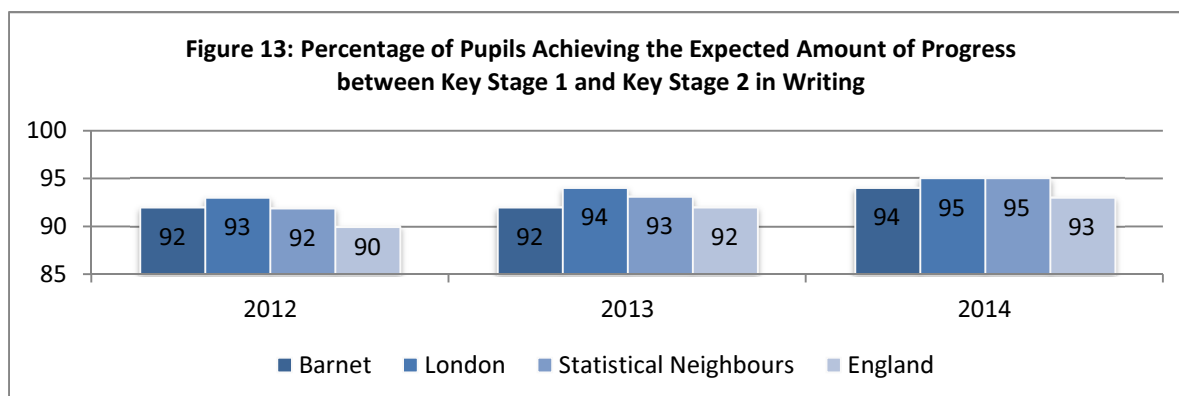 Figure 13: Percentage of Pupils Achieving the Expected Amount of Progress
between Key Stage 1 and Key Stage 2 in Writing
100
95
90
85
92 93 92 90
92 94 93 92
94 95 95 93
2012 2013 2014
Barnet London Statistical Neighbours England